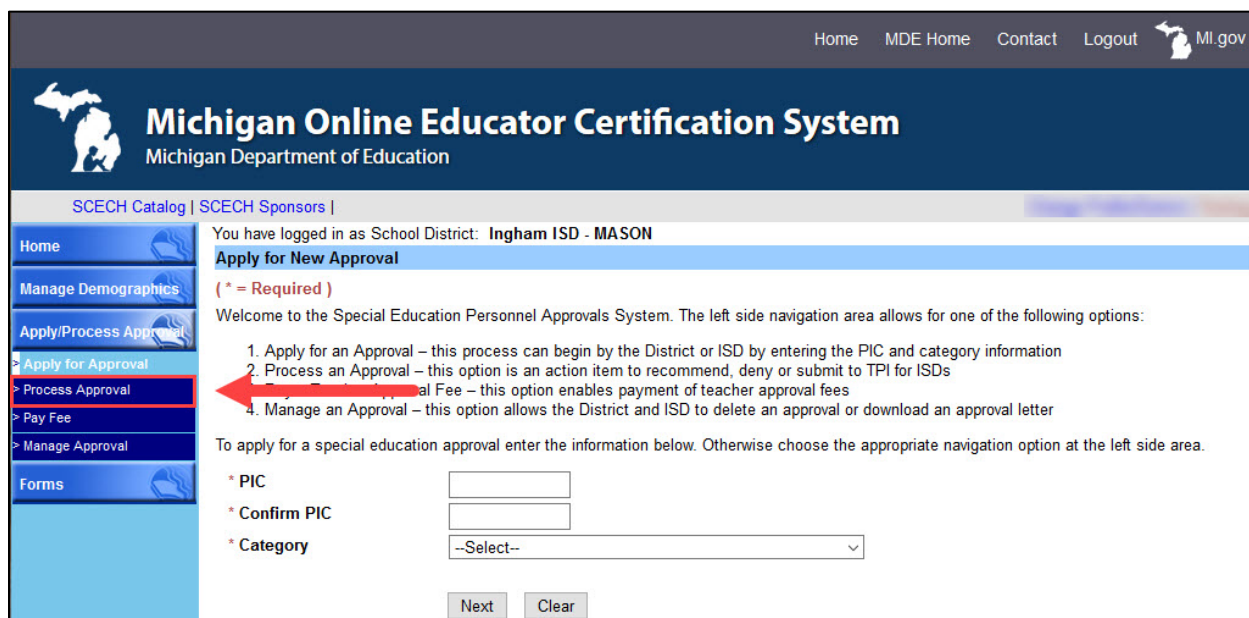 Home MDE Home Contact Logout MI.gov
Michigan Online Educator Certification System
Michigan Department of Education
SCECH Catalog | SCECH Sponsors |
Home
Manage Demographics
Apply/Process Approval
> Apply for Approval
> Process Approval
> Pay Fee
> Manage Approval
Forms
You have logged in as School District: Ingham ISD - MASON
Apply for New Approval
( * = Required )
Welcome to the Special Education Personnel Approvals System. The left side navigation area allows for one of the following options:
1. Apply for an Approval – this process can begin by the District or ISD by entering the PIC and category information
2. Process an Approval – this option is an action item to recommend, deny or submit to TPI for ISDs
Fee – this option enables payment of teacher approval fees
4. Manage an Approval – this option allows the District and ISD to delete an approval or download an approval letter
To apply for a special education approval enter the information below. Otherwise choose the appropriate navigation option at the left side area.
* PIC
* Confirm PIC
* Category --Select--
Next Clear